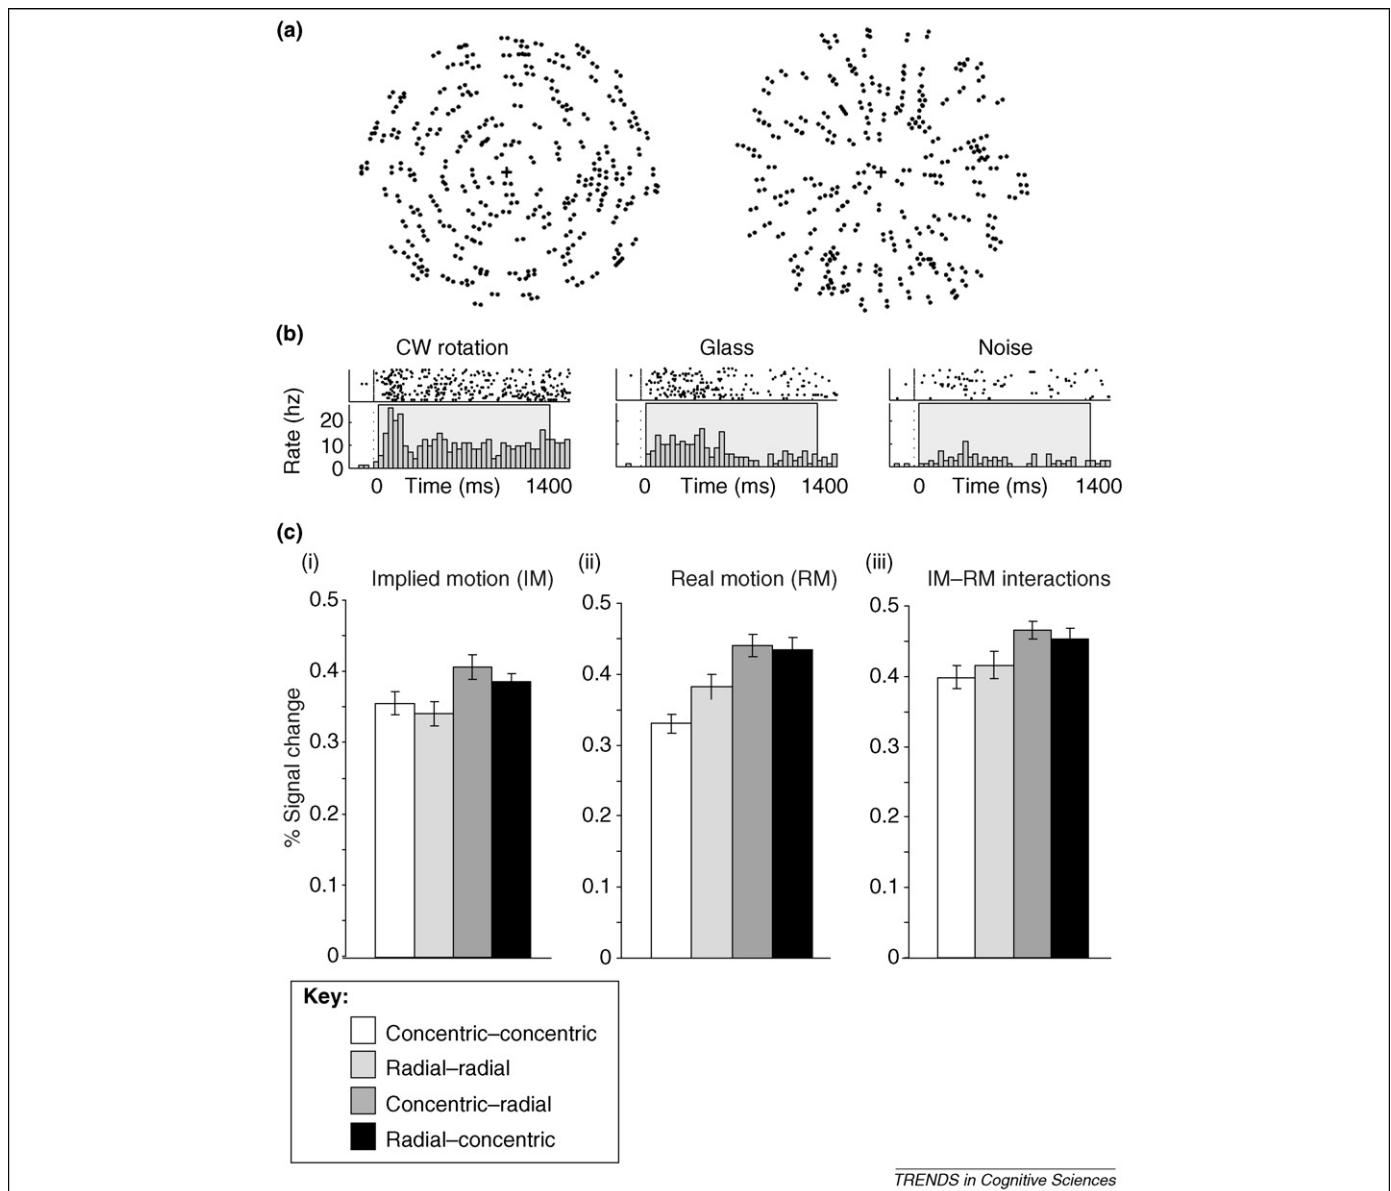 (a)
(b)
CW rotation Glass Noise
Rate (hz)
20
10
0
0 Time (ms) 1400 0 Time (ms) 1400 0 Time (ms) 1400
(c)
(i) (ii) (iii)
Implied motion (IM) Real motion (RM) IM–RM interactions
% Signal change
0.5 0.5 0.5
0.4 0.4 0.4
0.3 0.3 0.3
0.2 0.2 0.2
0.1 0.1 0.1
0 0 0
Key:
Concentric–concentric
Radial–radial
Concentric–radial
Radial–concentric
TRENDS in Cognitive Sciences